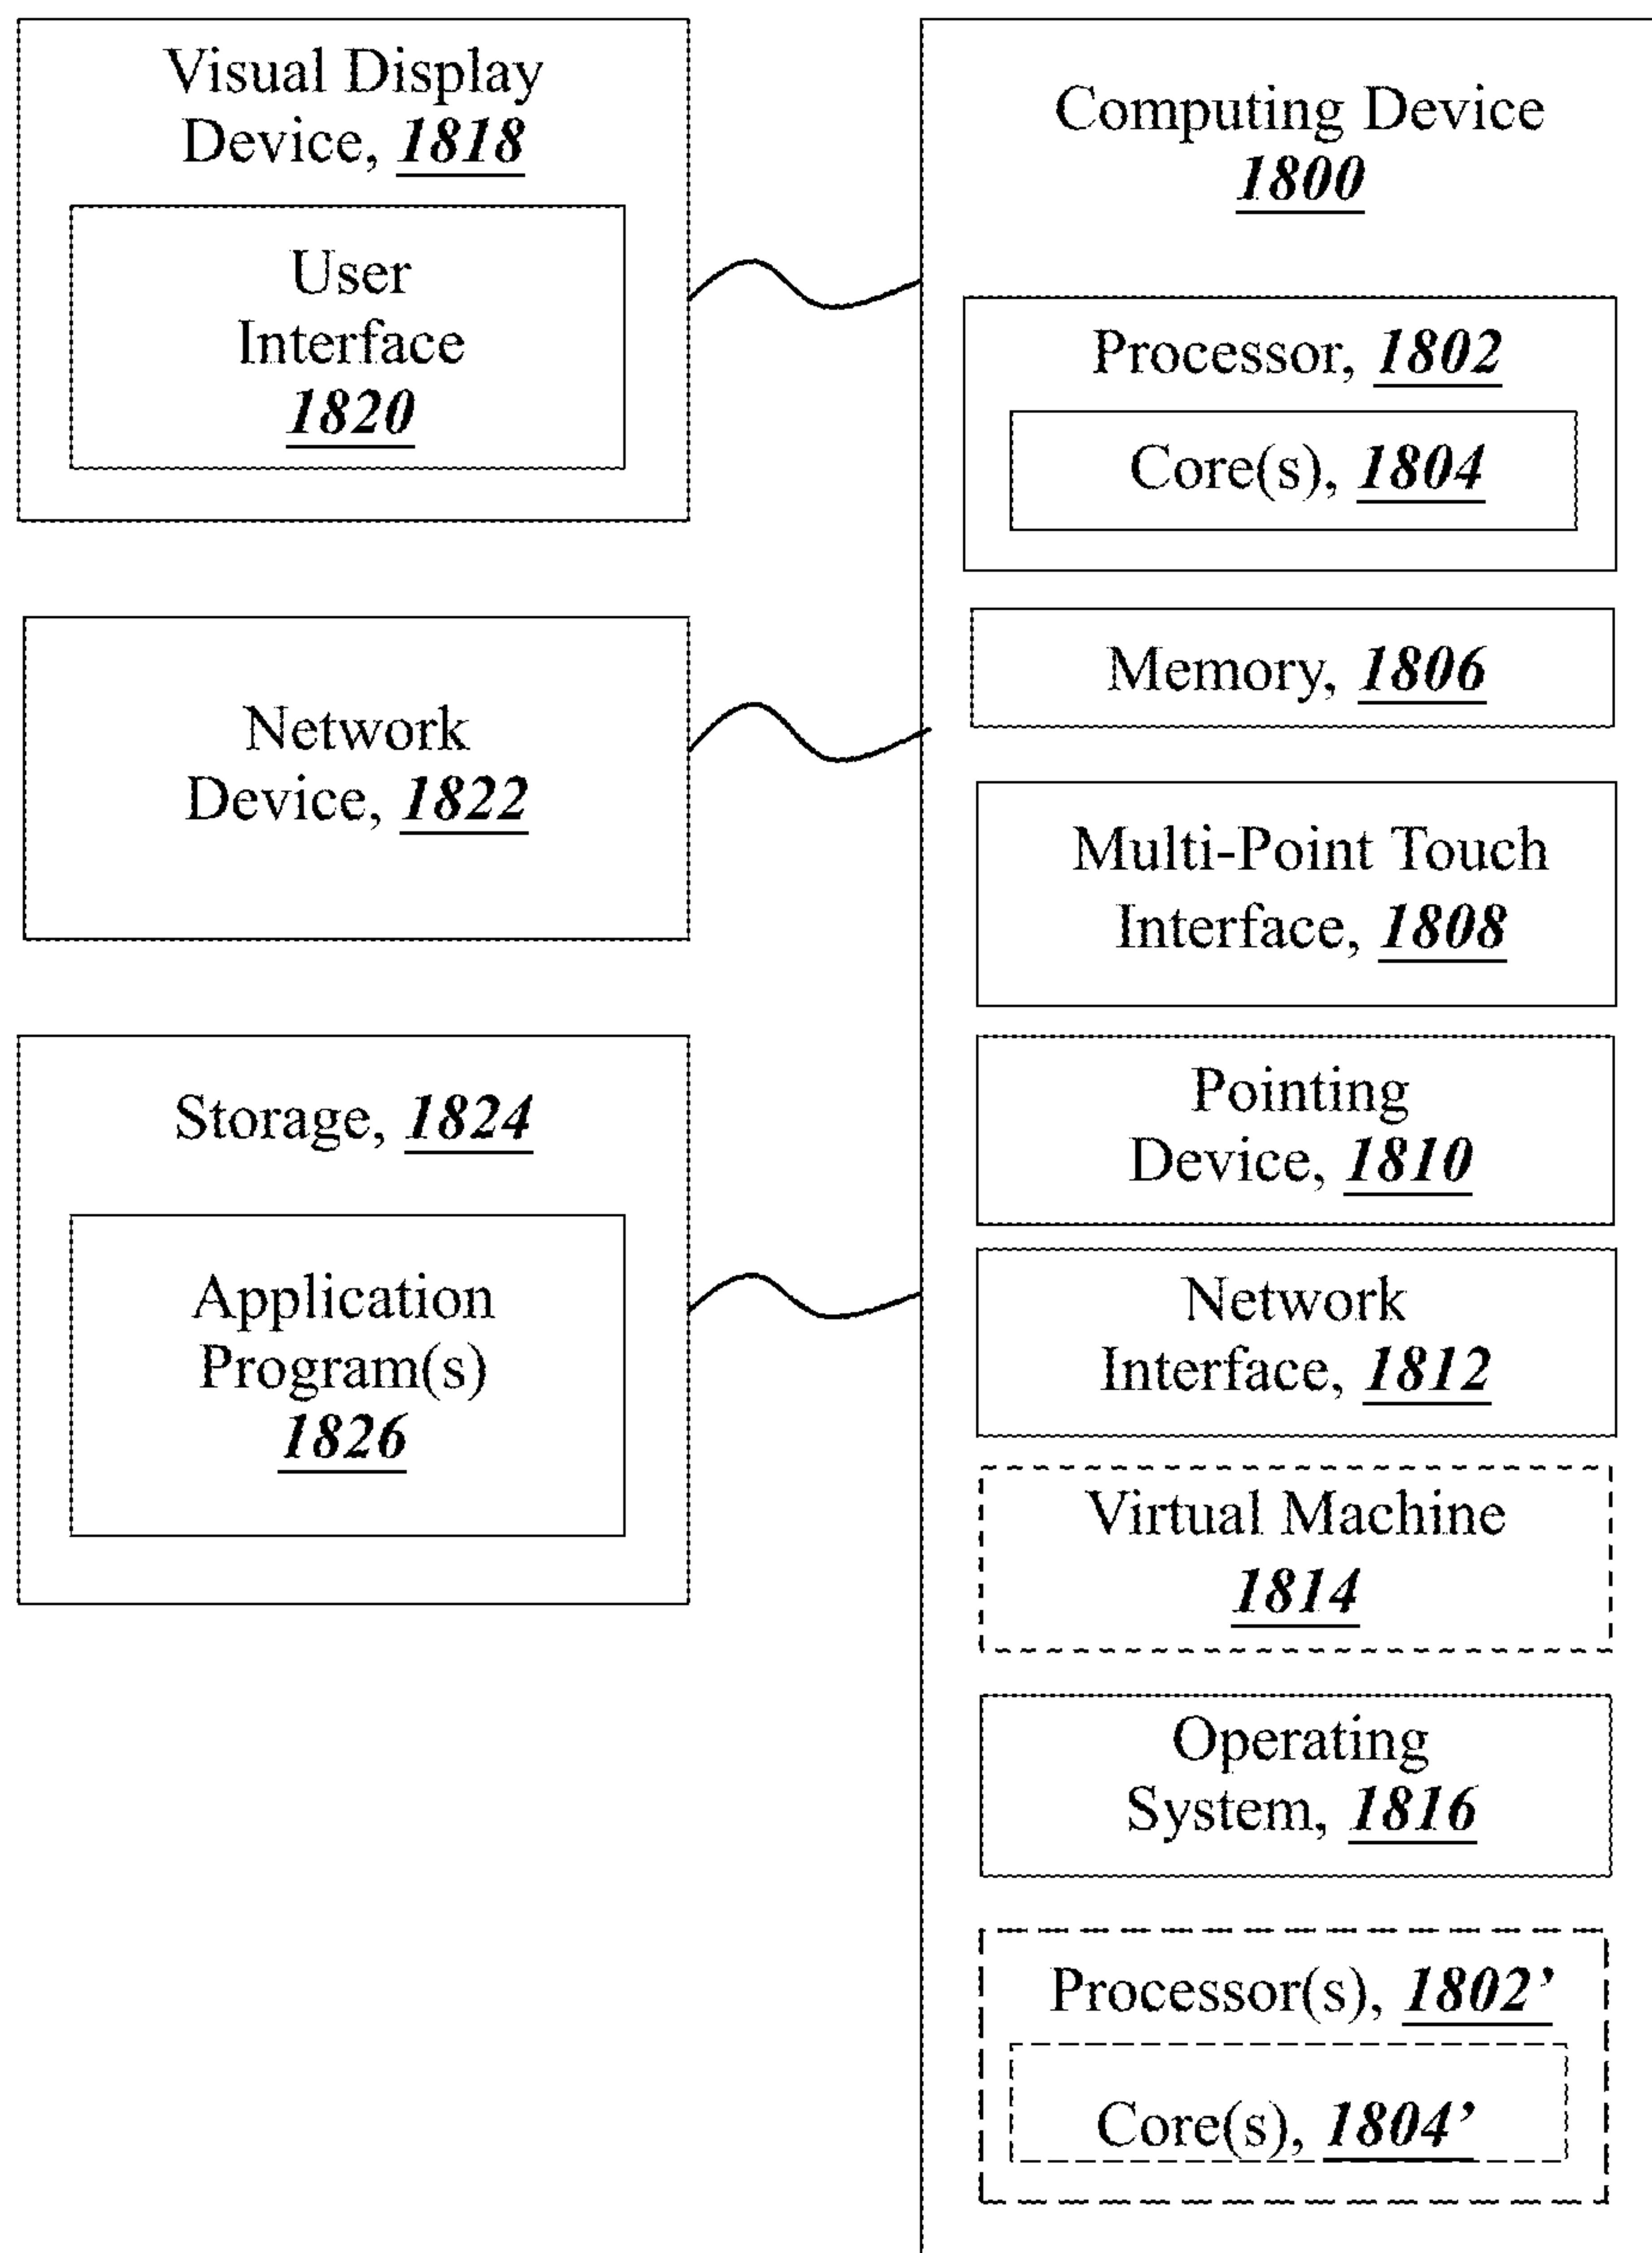 Visual Display
Device, 1818
User
Interface
1820
Network
Device, 1822
Storage, 1824
Application
Program(s)
1826
Computing Device
1800
Processor, 1802
Core(s), 1804
Memory, 1806
Multi-Point Touch
Interface, 1808
Pointing
Device, 1810
Network
Interface, 1812
Virtual Machine
1814
Operating
System, 1816
Processor(s), 1802’
Core(s), 1804’